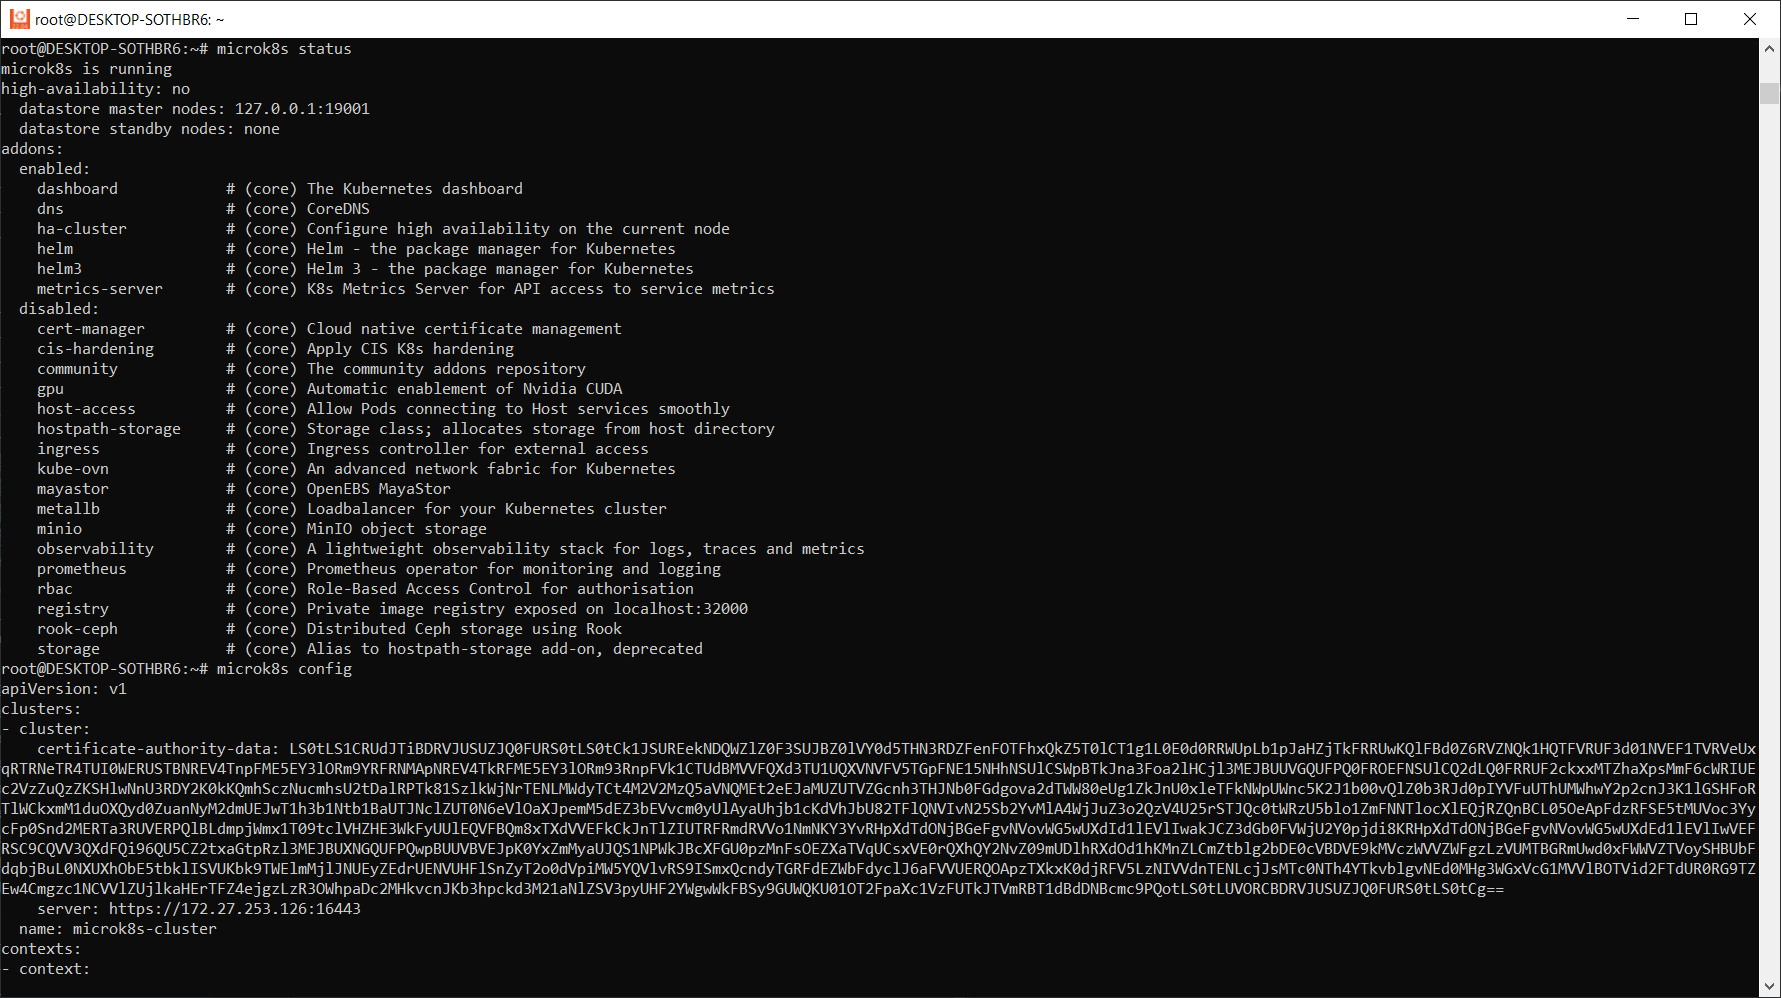 root@DESKTOP-SOTHBR6: ~
root@DESKTOP-SOTHBR6:~# microk8s status
microk8s is running
high-availability: no
  datastore master nodes: 127.0.0.1:19001
  datastore standby nodes: none
addons:
  enabled:
    dashboard            # (core) The Kubernetes dashboard
    dns                  # (core) CoreDNS
    ha-cluster           # (core) Configure high availability on the current node
    helm                 # (core) Helm - the package manager for Kubernetes
    helm3                # (core) Helm 3 - the package manager for Kubernetes
    metrics-server       # (core) K8s Metrics Server for API access to service metrics
  disabled:
    cert-manager         # (core) Cloud native certificate management
    cis-hardening        # (core) Apply CIS K8s hardening
    community            # (core) The community addons repository
    gpu                  # (core) Automatic enablement of Nvidia CUDA
    host-access          # (core) Allow Pods connecting to Host services smoothly
    hostpath-storage     # (core) Storage class; allocates storage from host directory
    ingress              # (core) Ingress controller for external access
    kube-ovn             # (core) An advanced network fabric for Kubernetes
    mayastor             # (core) OpenEBS MayaStor
    metallb              # (core) Loadbalancer for your Kubernetes cluster
    minio                # (core) MinIO object storage
    observability        # (core) A lightweight observability stack for logs, traces and metrics
    prometheus           # (core) Prometheus operator for monitoring and logging
    rbac                 # (core) Role-Based Access Control for authorisation
    registry             # (core) Private image registry exposed on localhost:32000
    rook-ceph            # (core) Distributed Ceph storage using Rook
    storage              # (core) Alias to hostpath-storage add-on, deprecated
root@DESKTOP-SOTHBR6:~# microk8s config
apiVersion: v1
clusters:
- cluster:
    certificate-authority-data:
    server: https://172.27.253.126:16443
  name: microk8s-cluster
contexts:
- context: